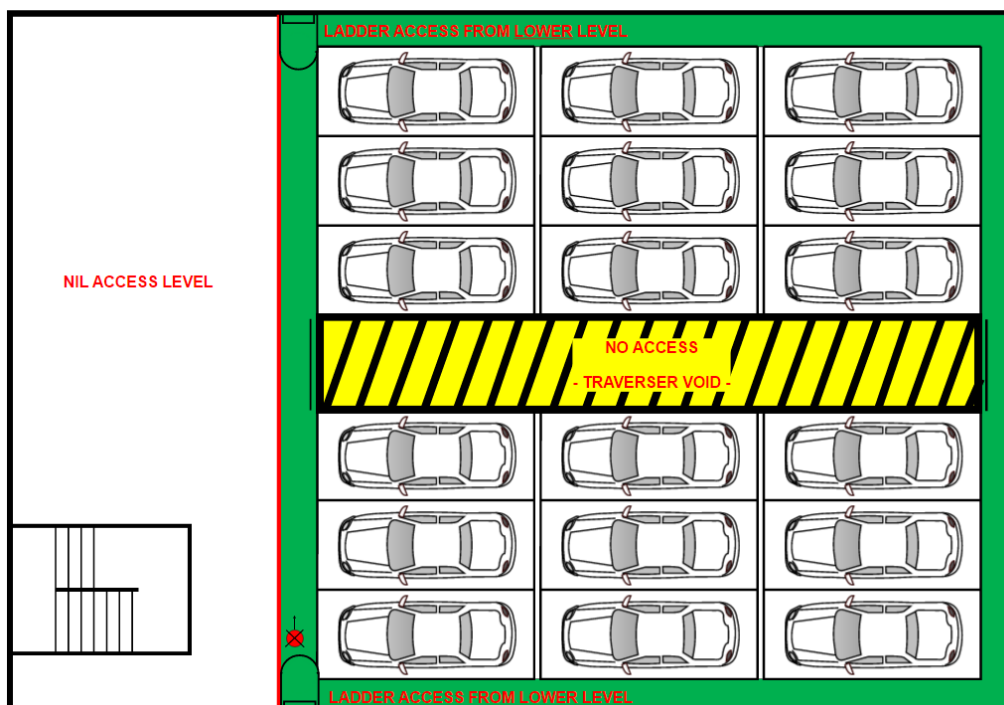 LADDER ACCESS FROM LOWER LEVEL
NIL ACCESS LEVEL
NO ACCESS
- TRAVERSER VOID -
LADDER ACCESS FROM LOWER LEVEL